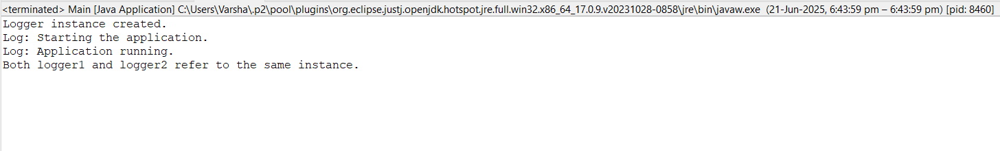 <terminated> Main [Java Application] C:\Users\Varsha\.p2\pool\plugins\org.eclipse.justj.openjdk.hotspot.jre.full.win32.x86_64_17.0.9.v20231028-0858\jre\bin\javaw.exe (21-Jun-2025, 6:43:59 pm – 6:43:59 pm) [pid: 8460]
Logger instance created.
Log: Starting the application.
Log: Application running.
Both logger1 and logger2 refer to the same instance.